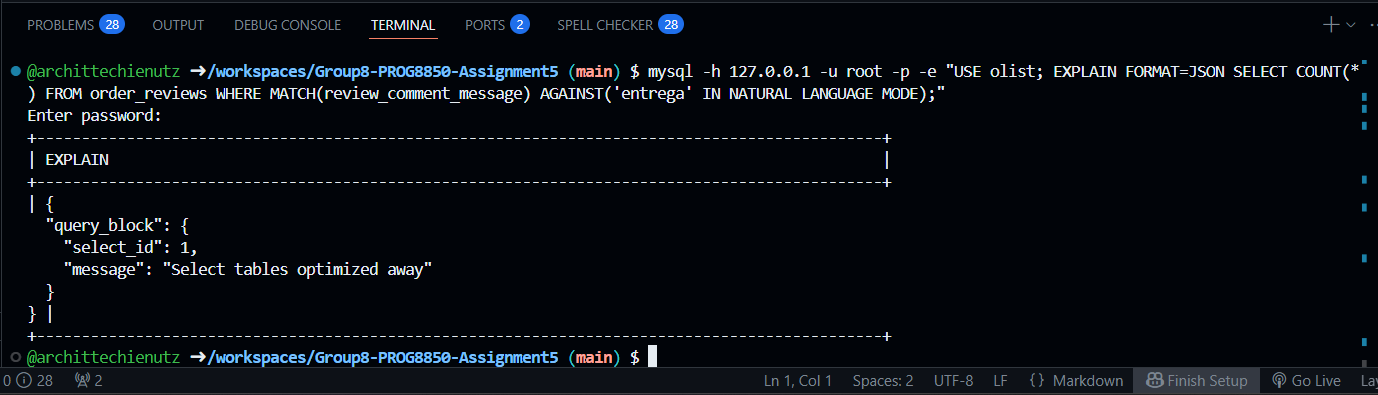 PROBLEMS 28 OUTPUT DEBUG CONSOLE TERMINAL PORTS 2 SPELL CHECKER 28
@archittechienutz ➜/workspaces/Group8-PROG8850-Assignment5 (main) $ mysql -h 127.0.0.1 -u root -p -e "USE olist; EXPLAIN FORMAT=JSON SELECT COUNT(*
) FROM order_reviews WHERE MATCH(review_comment_message) AGAINST('entrega' IN NATURAL LANGUAGE MODE);"
Enter password:
+----------------------------------------------------------------------------------------------+
| EXPLAIN                                                                                      |
+----------------------------------------------------------------------------------------------+
| {
  "query_block": {
    "select_id": 1,
    "message": "Select tables optimized away"
  }
} |
+----------------------------------------------------------------------------------------------+
@archittechienutz ➜/workspaces/Group8-PROG8850-Assignment5 (main) $
0 28 2 Ln 1, Col 1 Spaces: 2 UTF-8 LF {} Markdown Finish Setup Go Live